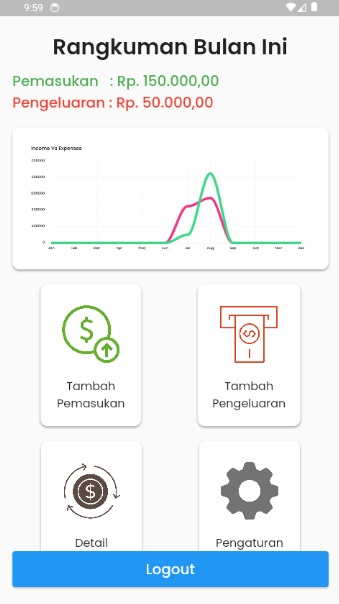 9:59
Rangkuman Bulan Ini
Pemasukan : Rp. 150.000,00
Pengeluaran : Rp. 50.000,00
Income Vs Expenses
Jan Feb Mar Apr May Jun Jul Aug Sep Oct Nov Dec
Tambah
Pemasukan
Tambah
Pengeluaran
Detail
Pengaturan
Logout